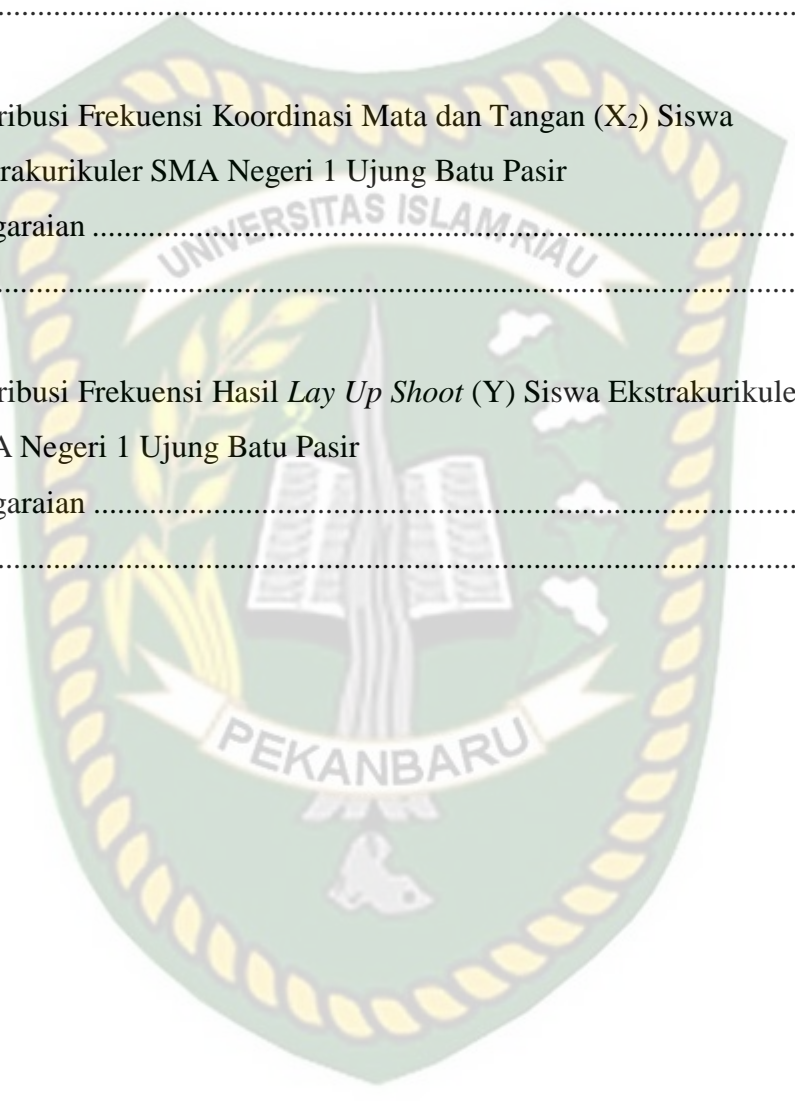 ....................................................................................................
ribusi Frekuensi Koordinasi Mata dan Tangan (X₂) Siswa
rakurikuler SMA Negeri 1 Ujung Batu Pasir
garaian ........................................................................................
UNIVERSITAS ISLAM RIAU
....................................................................................................
ribusi Frekuensi Hasil Lay Up Shoot (Y) Siswa Ekstrakurikule
A Negeri 1 Ujung Batu Pasir
garaian ........................................................................................
....................................................................................................
PEKANBARU